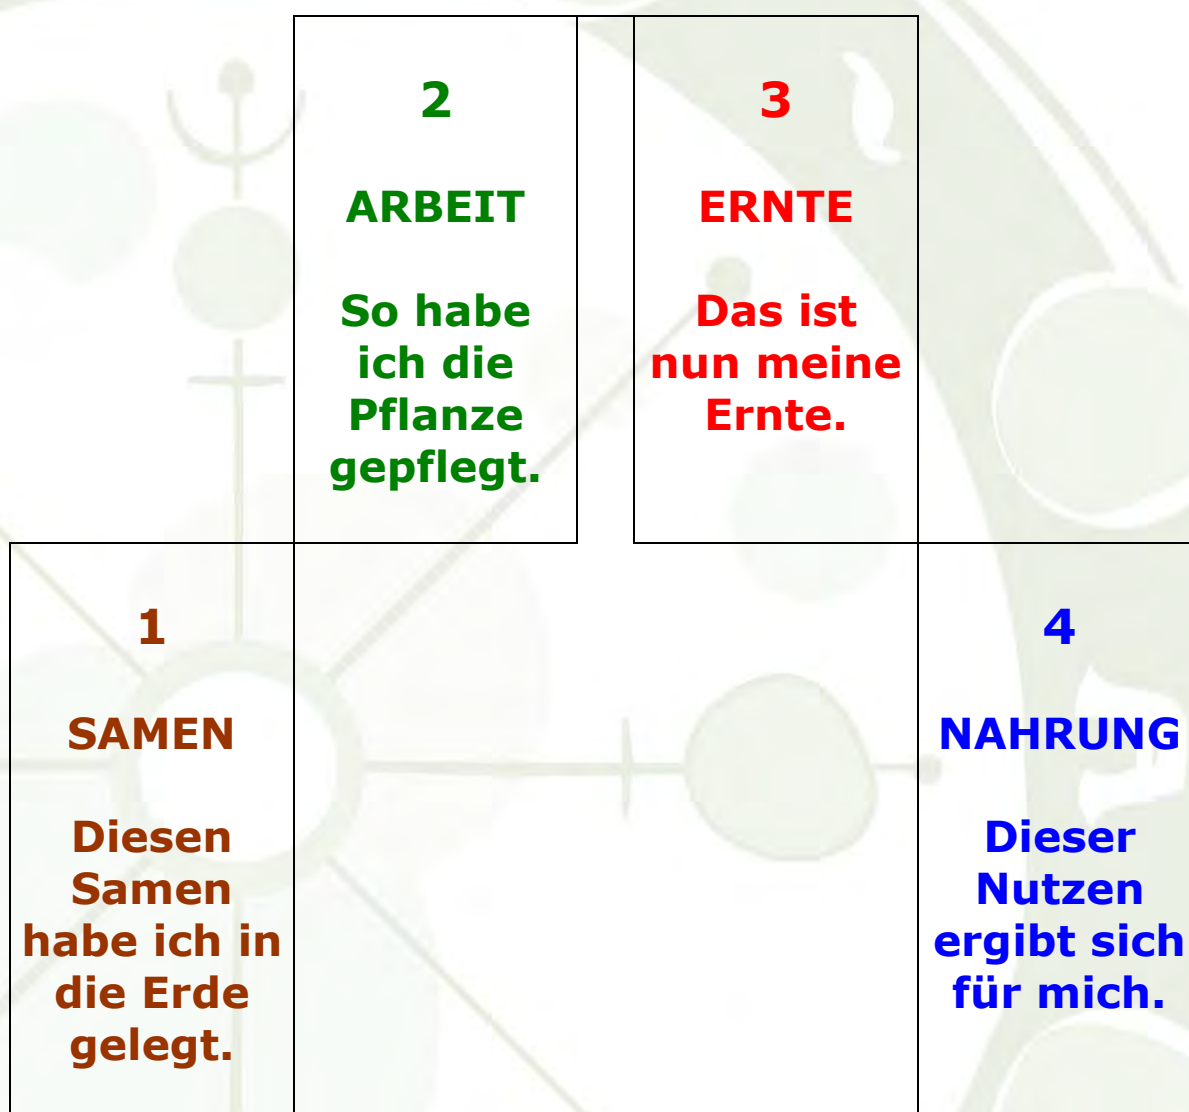 2
ARBEIT
So habe
ich die
Pflanze
gepflegt.
3
ERNTE
Das ist
nun meine
Ernte.
1
SAMEN
Diesen
Samen
habe ich in
die Erde
gelegt.
4
NAHRUNG
Dieser
Nutzen
ergibt sich
für mich.